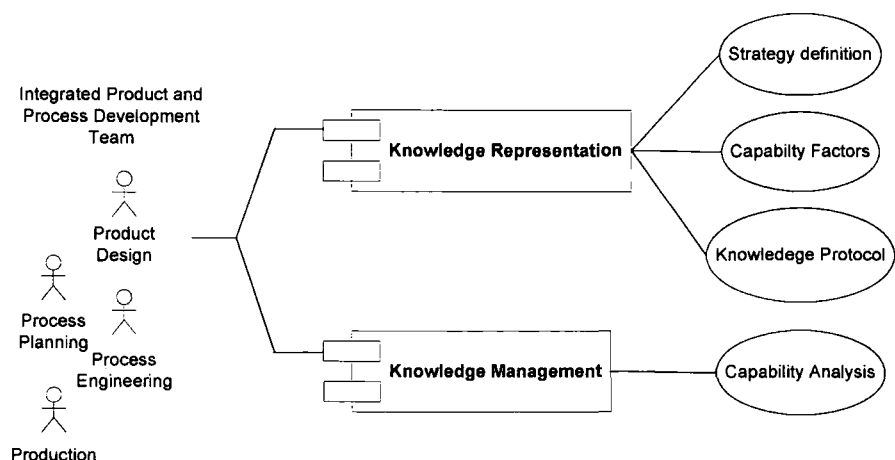 Integrated Product and
Process Development
Team
Product
Design
Process
Planning
Process
Engineering
Production
Knowledge Representation
Knowledge Management
Strategy definition
Capabilty Factors
Knowledege Protocol
Capability Analysis